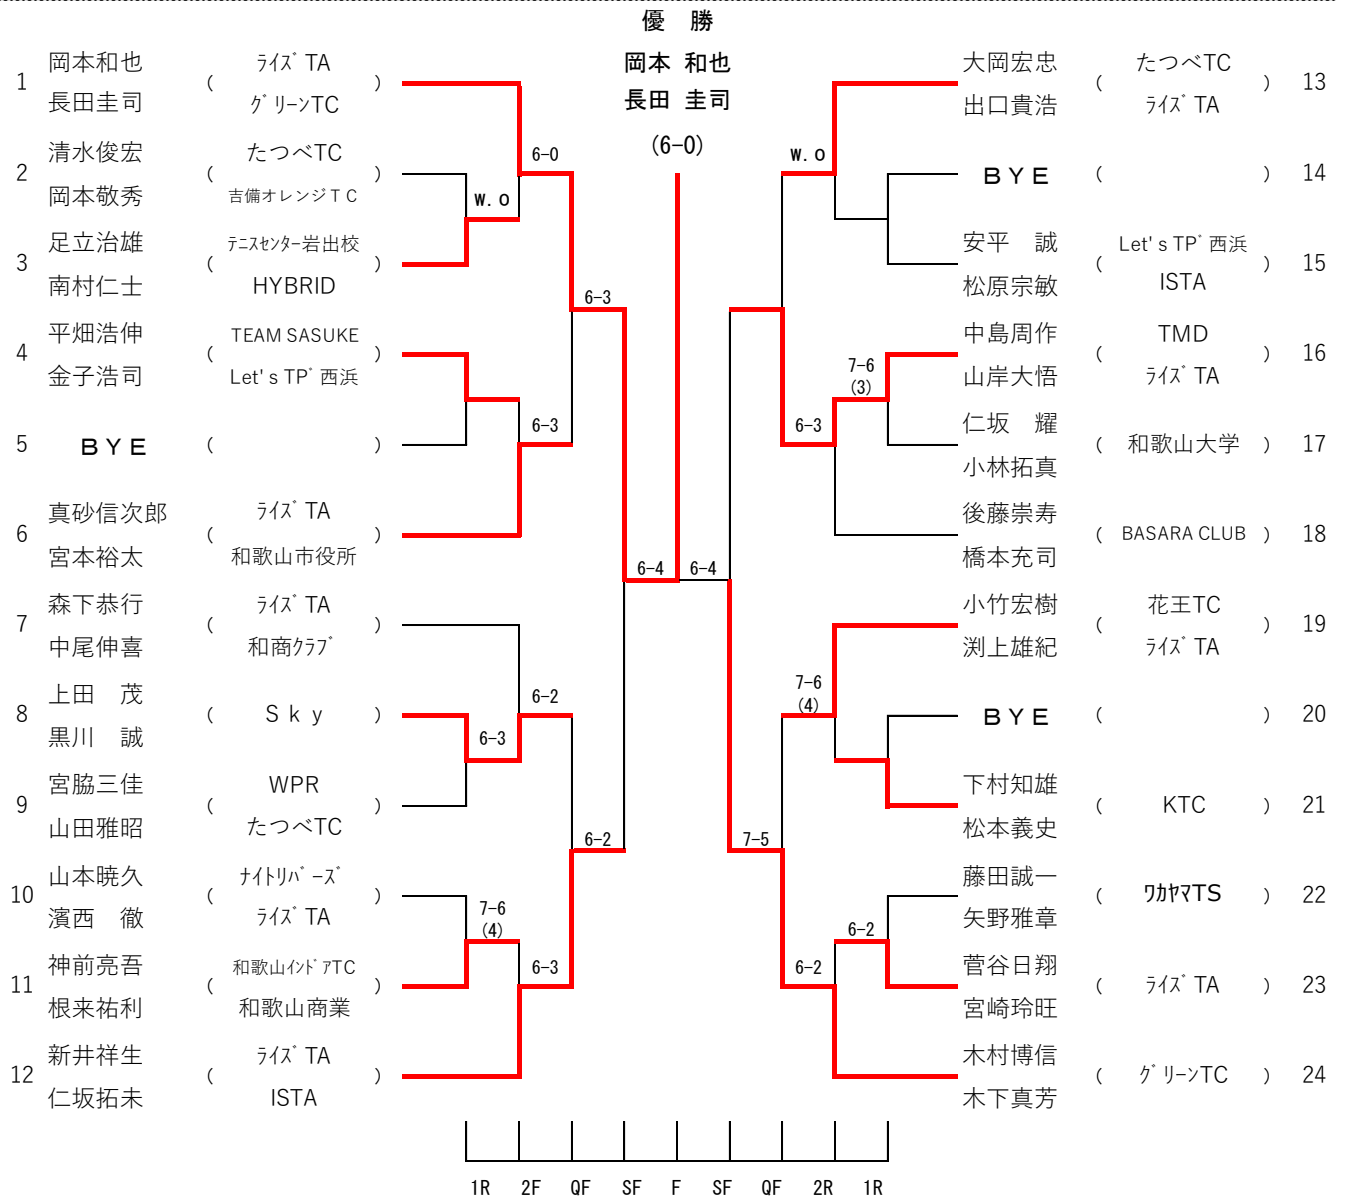 優 勝
岡本 和也
長田 圭司
(6-0)
1 岡本和也 ( ﾗｲｽﾞTA )
長田圭司 ｸﾞﾘｰﾝTC
2 清水俊宏 ( たつべTC )
岡本敬秀 吉備オレンジＴＣ
3 足立治雄 ( ﾃﾆｽｾﾝﾀｰ岩出校 )
南村仁士 HYBRID
4 平畑浩伸 ( TEAM SASUKE )
金子浩司 Let's TPﾟ西浜
5 ＢＹＥ ( )
6 真砂信次郎 ( ﾗｲｽﾞTA )
宮本裕太 和歌山市役所
7 森下恭行 ( ﾗｲｽﾞTA )
中尾伸喜 和商ｸﾗﾌﾞ
8 上田　茂 ( Ｓｋｙ )
黒川　誠
9 宮脇三佳 ( WPR )
山田雅昭 たつべTC
10 山本暁久 ( ﾅｲﾄﾘﾊﾞｰｽﾞ )
濱西　徹 ﾗｲｽﾞTA
11 神前亮吾 ( 和歌山ｲﾝﾄﾞｱTC )
根来祐利 和歌山商業
12 新井祥生 ( ﾗｲｽﾞTA )
仁坂拓未 ISTA
6-0
W.O
6-3
6-3
6-2
6-3
6-2
7-6
(4)
6-3
6-4
6-4
W.O
7-6
(3)
6-3
7-6
(4)
7-5
6-2
6-2
大岡宏忠 ( たつべTC ) 13
出口貴浩 ﾗｲｽﾞTA
ＢＹＥ ( ) 14
安平　誠 ( Let's TPﾟ西浜 ) 15
松原宗敏 ISTA
中島周作 ( TMD ) 16
山岸大悟 ﾗｲｽﾞTA
仁坂　耀 ( 和歌山大学 ) 17
小林拓真
後藤崇寿 ( BASARA CLUB ) 18
橋本充司
小竹宏樹 ( 花王TC ) 19
渕上雄紀 ﾗｲｽﾞTA
ＢＹＥ ( ) 20
下村知雄 ( KTC ) 21
松本義史
藤田誠一 ( ﾜｶﾔﾏTS ) 22
矢野雅章
菅谷日翔 ( ﾗｲｽﾞTA ) 23
宮崎玲旺
木村博信 ( ｸﾞﾘｰﾝTC ) 24
木下真芳
1R 2F QF SF F SF QF 2R 1R